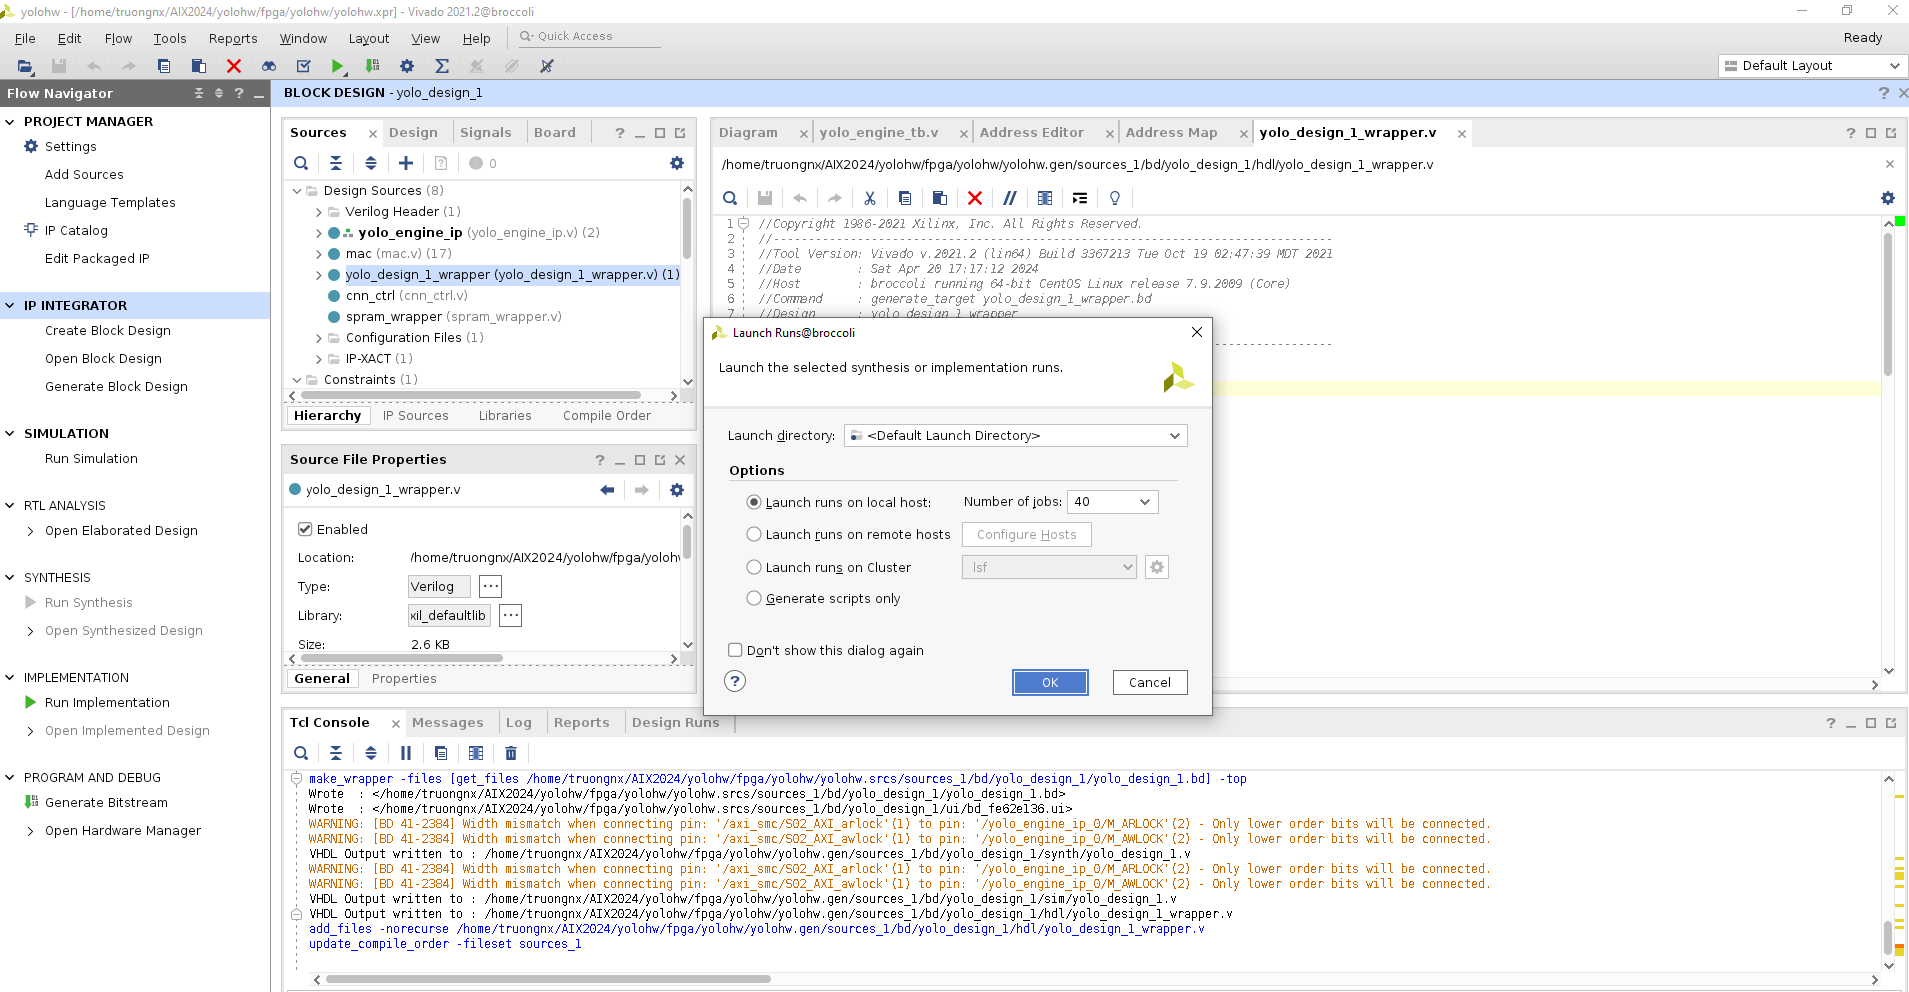 yolohw - [/home/truongnx/AIX2024/yolohw/fpga/yolohw/yolohw.xpr] - Vivado 2021.2@broccoli
File Edit Flow Tools Reports Window Layout View Help Quick Access Ready
Default Layout
Flow Navigator
PROJECT MANAGER
Settings
Add Sources
Language Templates
IP Catalog
Edit Packaged IP
IP INTEGRATOR
Create Block Design
Open Block Design
Generate Block Design
SIMULATION
Run Simulation
RTL ANALYSIS
Open Elaborated Design
SYNTHESIS
Run Synthesis
Open Synthesized Design
IMPLEMENTATION
Run Implementation
Open Implemented Design
PROGRAM AND DEBUG
Generate Bitstream
Open Hardware Manager
BLOCK DESIGN - yolo_design_1
Sources Design Signals Board
0
Design Sources (8)
Verilog Header (1)
yolo_engine_ip (yolo_engine_ip.v) (2)
mac (mac.v) (17)
yolo_design_1_wrapper (yolo_design_1_wrapper.v) (1)
cnn_ctrl (cnn_ctrl.v)
spram_wrapper (spram_wrapper.v)
Configuration Files (1)
IP-XACT (1)
Constraints (1)
Hierarchy IP Sources Libraries Compile Order
Source File Properties
yolo_design_1_wrapper.v
Enabled
Location: /home/truongnx/AIX2024/yolohw/fpga/yoloh
Type: Verilog
Library: xil_defaultlib
Size: 2.6 KB
General Properties
Diagram yolo_engine_tb.v Address Editor Address Map yolo_design_1_wrapper.v
/home/truongnx/AIX2024/yolohw/fpga/yolohw/yolohw.gen/sources_1/bd/yolo_design_1/hdl/yolo_design_1_wrapper.v
1 //Copyright 1986-2021 Xilinx, Inc. All Rights Reserved.
2 //--------------------------------------------------------------------------------
3 //Tool Version: Vivado v.2021.2 (lin64) Build 3367213 Tue Oct 19 02:47:39 MDT 2021
4 //Date : Sat Apr 20 17:17:12 2024
5 //Host : broccoli running 64-bit CentOS Linux release 7.9.2009 (Core)
6 //Command : generate_target yolo_design_1_wrapper.bd
7 //Design : yolo_design_1_wrapper
Launch Runs@broccoli
Launch the selected synthesis or implementation runs.
Launch directory: <Default Launch Directory>
Options
Launch runs on local host: Number of jobs: 40
Launch runs on remote hosts Configure Hosts
Launch runs on Cluster lsf
Generate scripts only
Don't show this dialog again
OK Cancel
Tcl Console Messages Log Reports Design Runs
make_wrapper -files [get_files /home/truongnx/AIX2024/yolohw/fpga/yolohw/yolohw.srcs/sources_1/bd/yolo_design_1/yolo_design_1.bd] -top
Wrote : </home/truongnx/AIX2024/yolohw/fpga/yolohw/yolohw.srcs/sources_1/bd/yolo_design_1/yolo_design_1.bd>
Wrote : </home/truongnx/AIX2024/yolohw/fpga/yolohw/yolohw.srcs/sources_1/bd/yolo_design_1/ui/bd_fe62e136.ui>
WARNING: [BD 41-2384] Width mismatch when connecting pin: '/axi_smc/S02_AXI_arlock'(1) to pin: '/yolo_engine_ip_0/M_ARLOCK'(2) - Only lower order bits will be connected.
WARNING: [BD 41-2384] Width mismatch when connecting pin: '/axi_smc/S02_AXI_awlock'(1) to pin: '/yolo_engine_ip_0/M_AWLOCK'(2) - Only lower order bits will be connected.
VHDL Output written to : /home/truongnx/AIX2024/yolohw/fpga/yolohw/yolohw.gen/sources_1/bd/yolo_design_1/synth/yolo_design_1.v
WARNING: [BD 41-2384] Width mismatch when connecting pin: '/axi_smc/S02_AXI_arlock'(1) to pin: '/yolo_engine_ip_0/M_ARLOCK'(2) - Only lower order bits will be connected.
WARNING: [BD 41-2384] Width mismatch when connecting pin: '/axi_smc/S02_AXI_awlock'(1) to pin: '/yolo_engine_ip_0/M_AWLOCK'(2) - Only lower order bits will be connected.
VHDL Output written to : /home/truongnx/AIX2024/yolohw/fpga/yolohw/yolohw.gen/sources_1/bd/yolo_design_1/sim/yolo_design_1.v
VHDL Output written to : /home/truongnx/AIX2024/yolohw/fpga/yolohw/yolohw.gen/sources_1/bd/yolo_design_1/hdl/yolo_design_1_wrapper.v
add_files -norecurse /home/truongnx/AIX2024/yolohw/fpga/yolohw/yolohw.gen/sources_1/bd/yolo_design_1/hdl/yolo_design_1_wrapper.v
update_compile_order -fileset sources_1